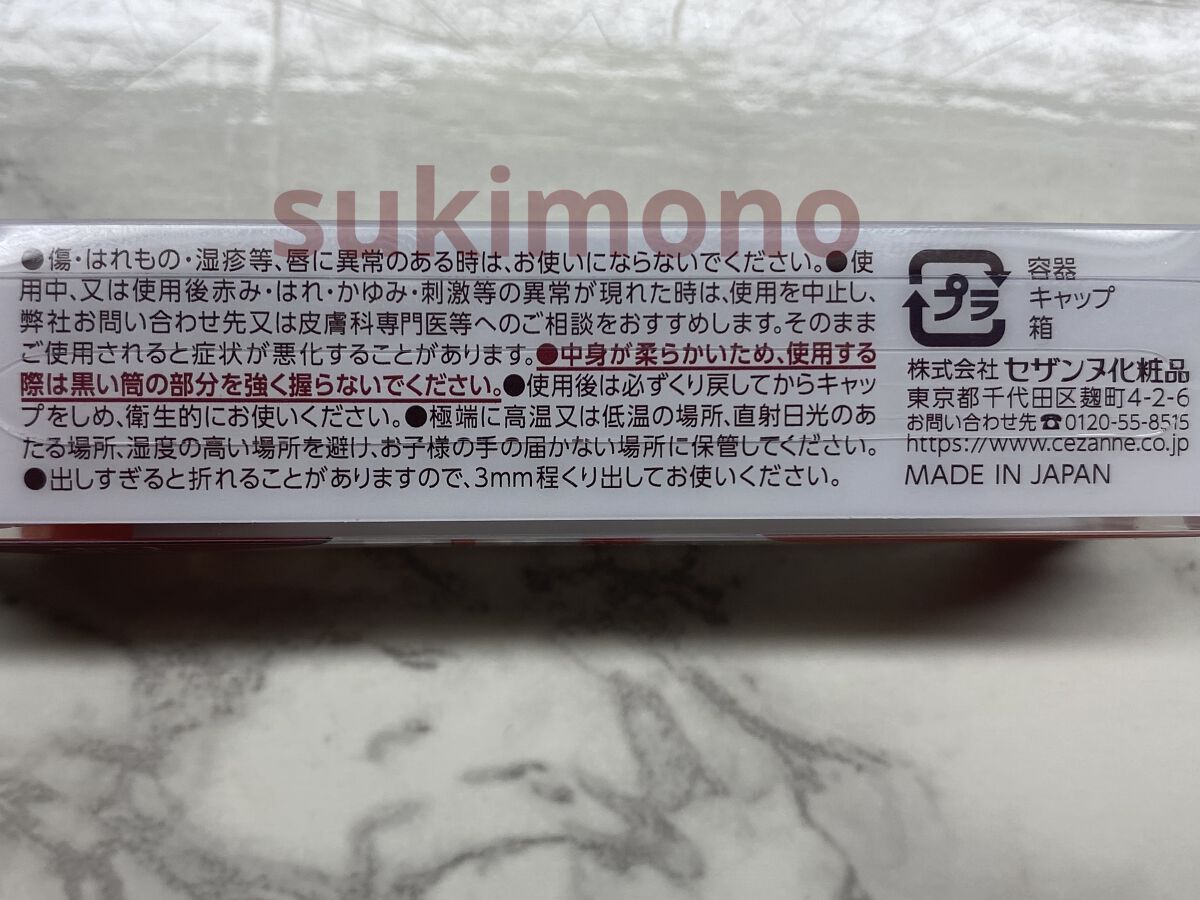 sukimono
●傷・はれもの・湿疹等、唇に異常のある時は、お使いにならないでください。●使
用中、又は使用後赤み・はれ・かゆみ・刺激等の異常が現れた時は、使用を中止し、
弊社お問い合わせ先又は皮膚科専門医等へのご相談をおすすめします。そのまま
ご使用されると症状が悪化することがあります。●中身が柔らかいため、使用する
際は黒い筒の部分を強く握らないでください。●使用後は必ずくり戻してからキャッ
プをしめ、衛生的にお使いください。●極端に高温又は低温の場所、直射日光のあ
たる場所、湿度の高い場所を避け、お子様の手の届かない場所に保管してください。
●出しすぎると折れることがありますので、3mm程くり出してお使いください。
プラ
容器
キャップ
箱
株式会社 セザンヌ化粧品
東京都千代田区麹町4-2-6
お問い合わせ先☎0120-55-8515
https://www.cezanne.co.jp
MADE IN JAPAN